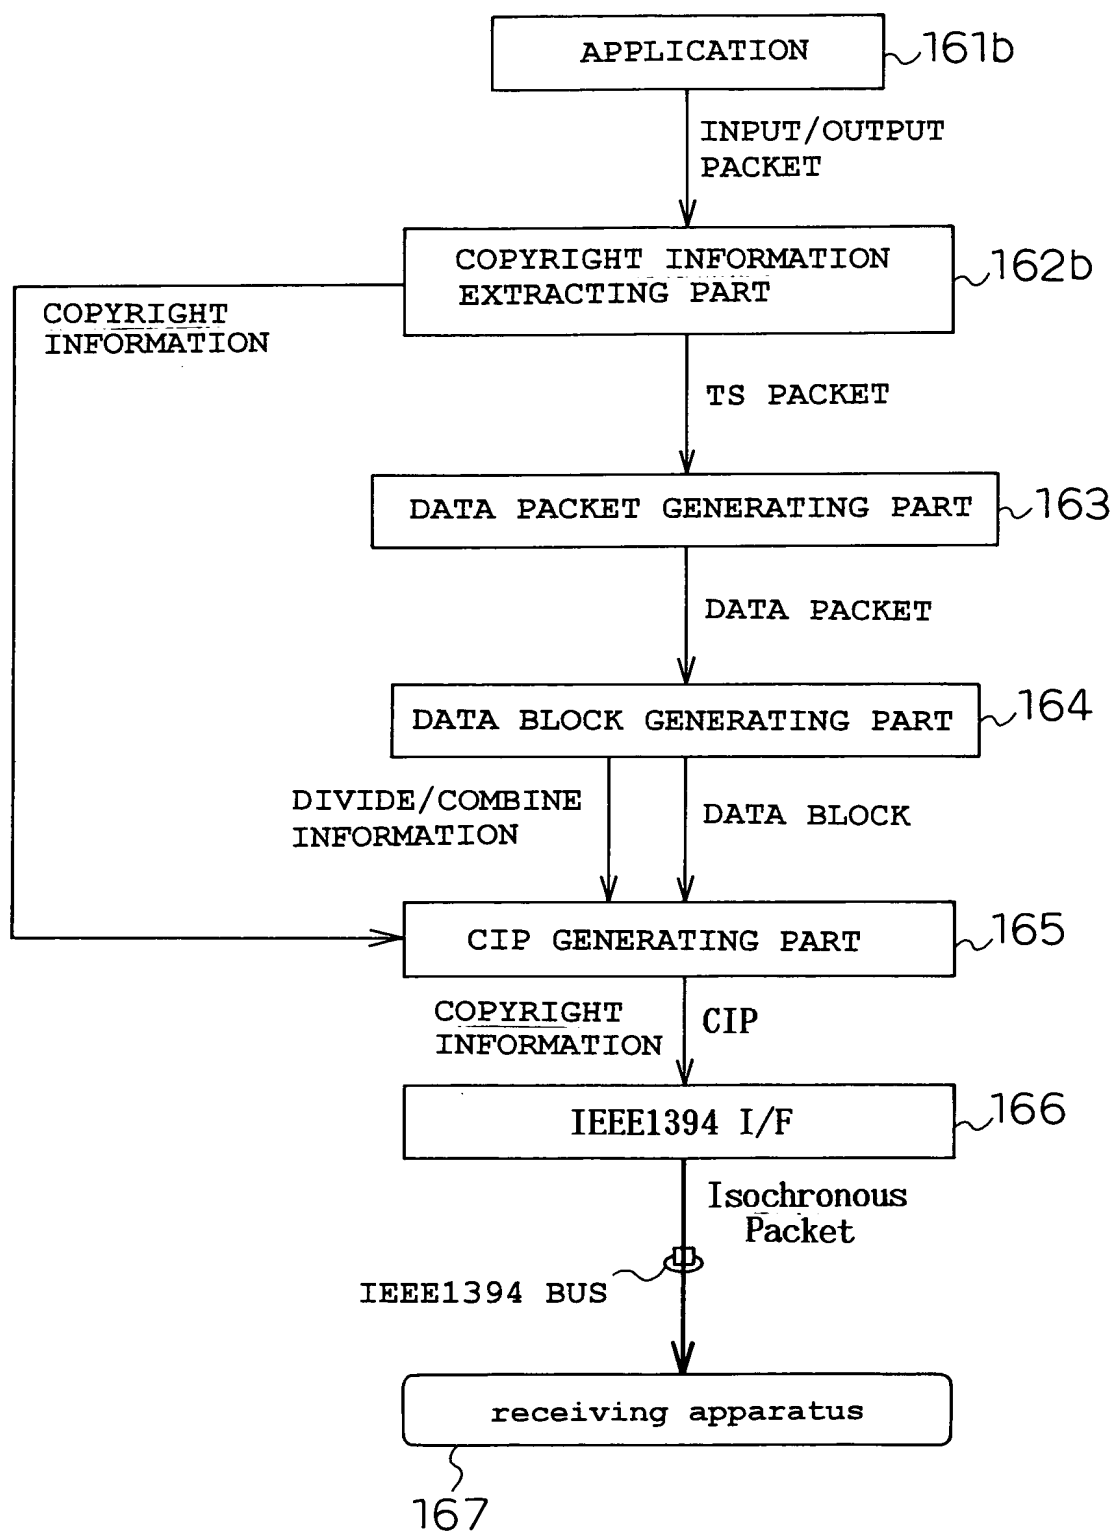 APPLICATION
161b
INPUT/OUTPUT
PACKET
COPYRIGHT INFORMATION
EXTRACTING PART
162b
COPYRIGHT
INFORMATION
TS PACKET
DATA PACKET GENERATING PART
163
DATA PACKET
DATA BLOCK GENERATING PART
164
DIVIDE/COMBINE
INFORMATION
DATA BLOCK
CIP GENERATING PART
165
COPYRIGHT
INFORMATION
CIP
IEEE1394 I/F
166
Isochronous
Packet
IEEE1394 BUS
receiving apparatus
167